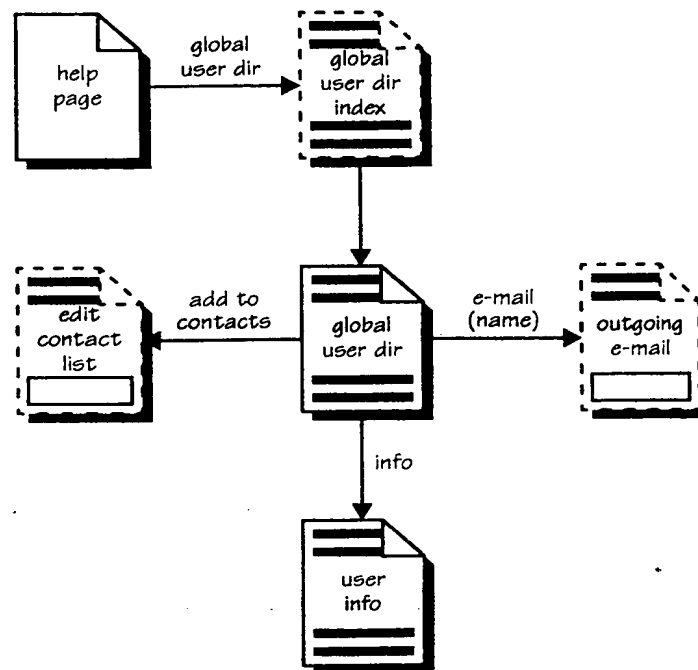 help
page
global
user dir
global
user dir
index
edit
contact
list
add to
contacts
global
user dir
e-mail
(name)
outgoing
e-mail
info
user
info